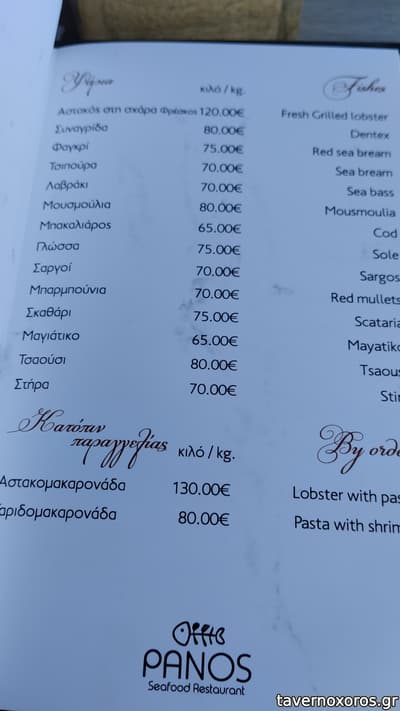 Ψάρια κιλό / kg. Fishes
Αστακός στη σχάρα Φρέσκος 120.00€ Fresh Grilled lobster
Συναγρίδα 80.00€ Dentex
Φαγκρί 75.00€ Red sea bream
Τσιπούρα 70.00€ Sea bream
Λαβράκι 70.00€ Sea bass
Μουσμούλια 80.00€ Mousmoulia
Μπακαλιάρος 65.00€ Cod
Γλώσσα 75.00€ Sole
Σαργοί 70.00€ Sargos
Μπαρμπούνια 70.00€ Red mullets
Σκαθάρι 75.00€ Scataria
Μαγιάτικο 65.00€ Mayatiko
Τσαούσι 80.00€ Tsaous
Στήρα 70.00€ Stir
Κατόπιν
παραγγελίας κιλό / kg. By orde
Αστακομακαρονάδα 130.00€ Lobster with pas
αριδομακαρονάδα 80.00€ Pasta with shrim
PANOS
Seafood Restaurant
tavernoxoros.gr